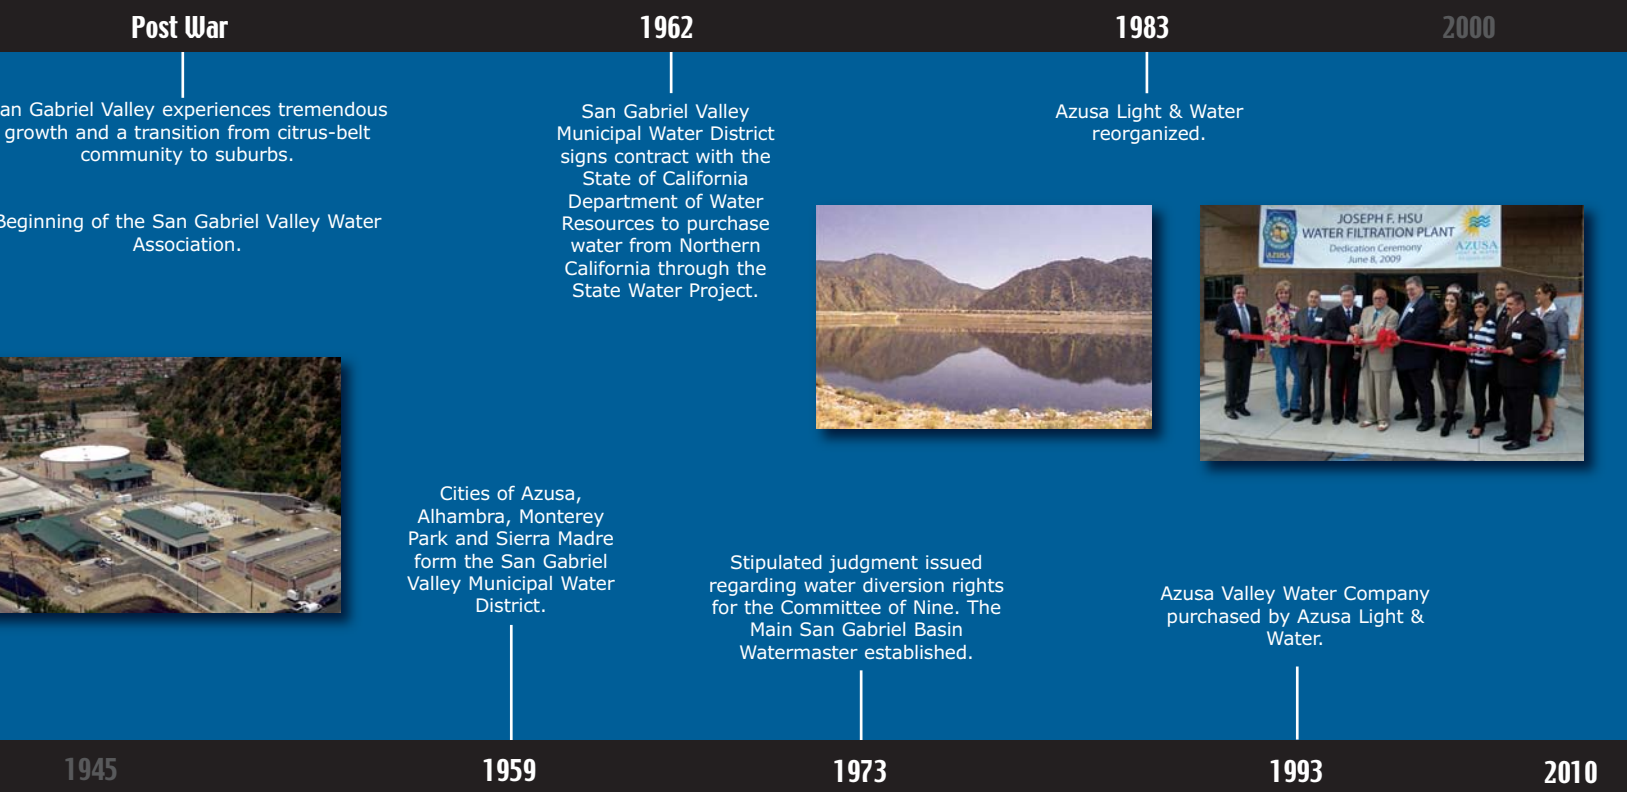 Post War
1962
1983
2000
an Gabriel Valley experiences tremendous
growth and a transition from citrus-belt
community to suburbs.
Beginning of the San Gabriel Valley Water
Association.
San Gabriel Valley
Municipal Water District
signs contract with the
State of California
Department of Water
Resources to purchase
water from Northern
California through the
State Water Project.
Azusa Light & Water
reorganized.
JOSEPH F. HSU
WATER FILTRATION PLANT
Dedication Ceremony
June 8, 2009
AZUSA
AZUSA
LIGHT & WATER
Cities of Azusa,
Alhambra, Monterey
Park and Sierra Madre
form the San Gabriel
Valley Municipal Water
District.
Stipulated judgment issued
regarding water diversion rights
for the Committee of Nine. The
Main San Gabriel Basin
Watermaster established.
Azusa Valley Water Company
purchased by Azusa Light &
Water.
1945
1959
1973
1993
2010